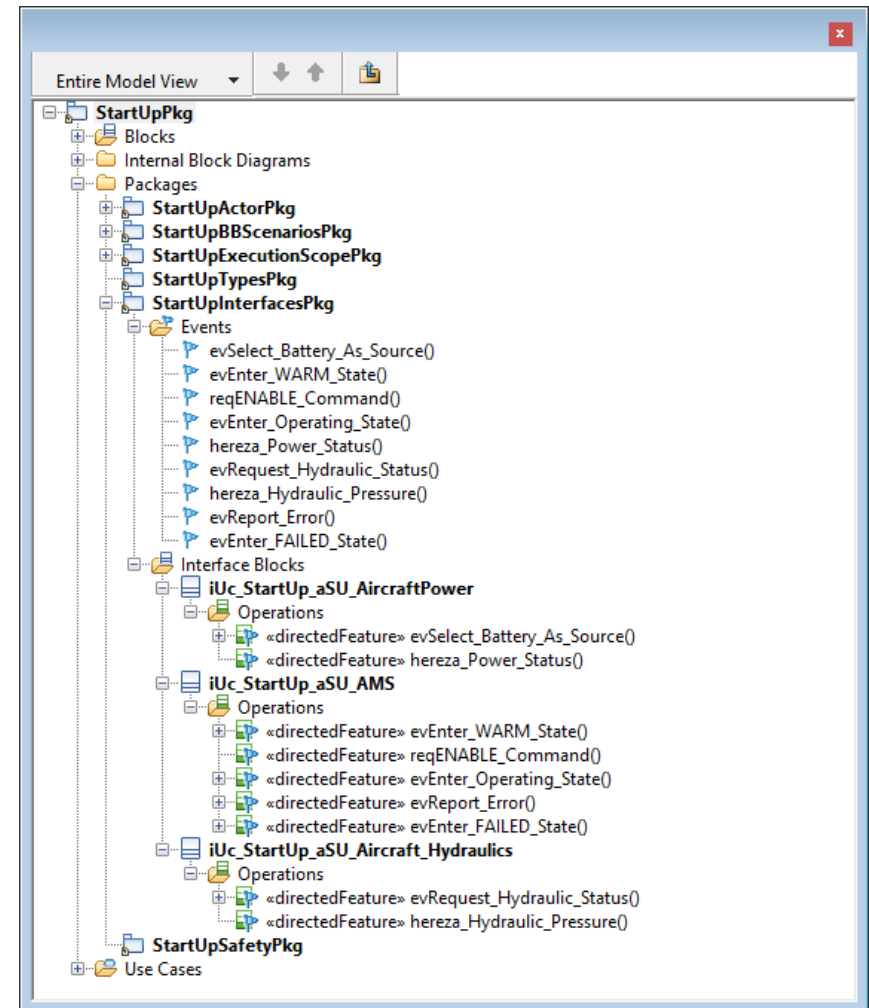 x
Entire Model View
StartUpPkg
Blocks
Internal Block Diagrams
Packages
StartUpActorPkg
StartUpBBScenariosPkg
StartUpExecutionScopePkg
StartUpTypesPkg
StartUpInterfacesPkg
Events
evSelect_Battery_As_Source()
evEnter_WARM_State()
reqENABLE_Command()
evEnter_Operating_State()
hereza_Power_Status()
evRequest_Hydraulic_Status()
hereza_Hydraulic_Pressure()
evReport_Error()
evEnter_FAILED_State()
Interface Blocks
iUc_StartUp_aSU_AircraftPower
Operations
«directedFeature» evSelect_Battery_As_Source()
«directedFeature» hereza_Power_Status()
iUc_StartUp_aSU_AMS
Operations
«directedFeature» evEnter_WARM_State()
«directedFeature» reqENABLE_Command()
«directedFeature» evEnter_Operating_State()
«directedFeature» evReport_Error()
«directedFeature» evEnter_FAILED_State()
iUc_StartUp_aSU_Aircraft_Hydraulics
Operations
«directedFeature» evRequest_Hydraulic_Status()
«directedFeature» hereza_Hydraulic_Pressure()
StartUpSafetyPkg
Use Cases